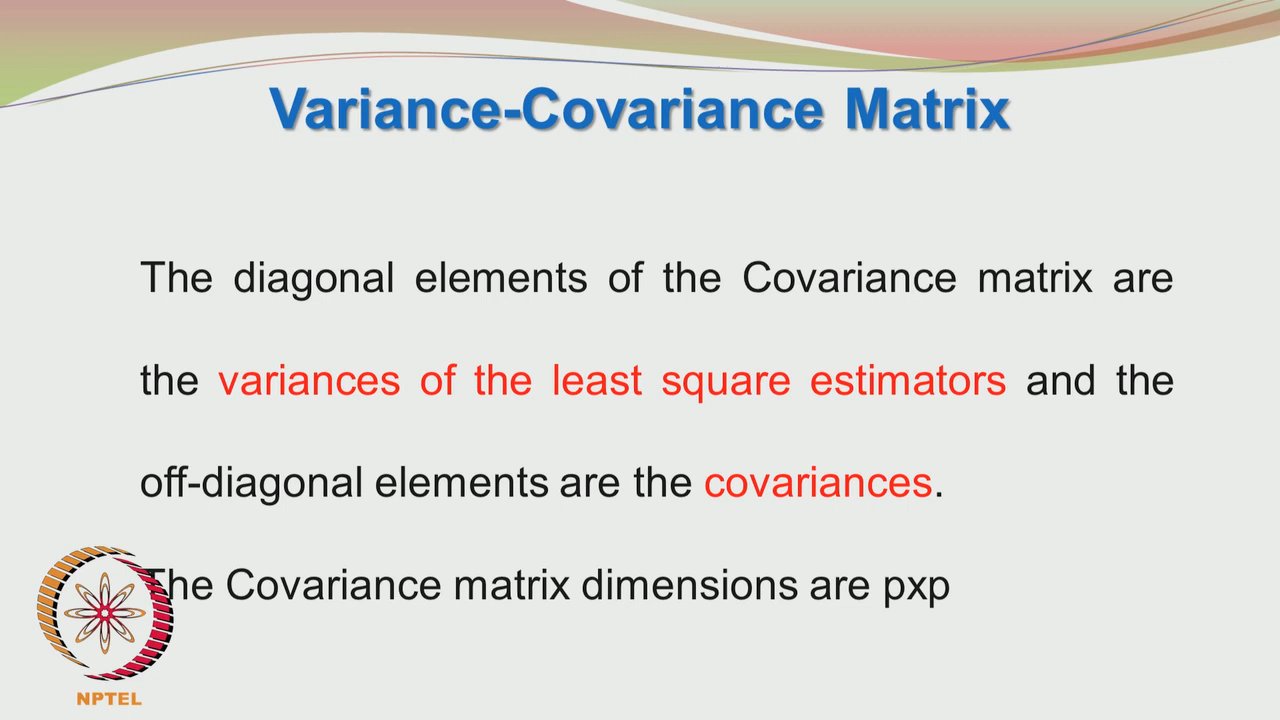 Variance-Covariance Matrix
The diagonal elements of the Covariance matrix are
the variances of the least square estimators and the
off-diagonal elements are the covariances.
The Covariance matrix dimensions are pxp
NPTEL